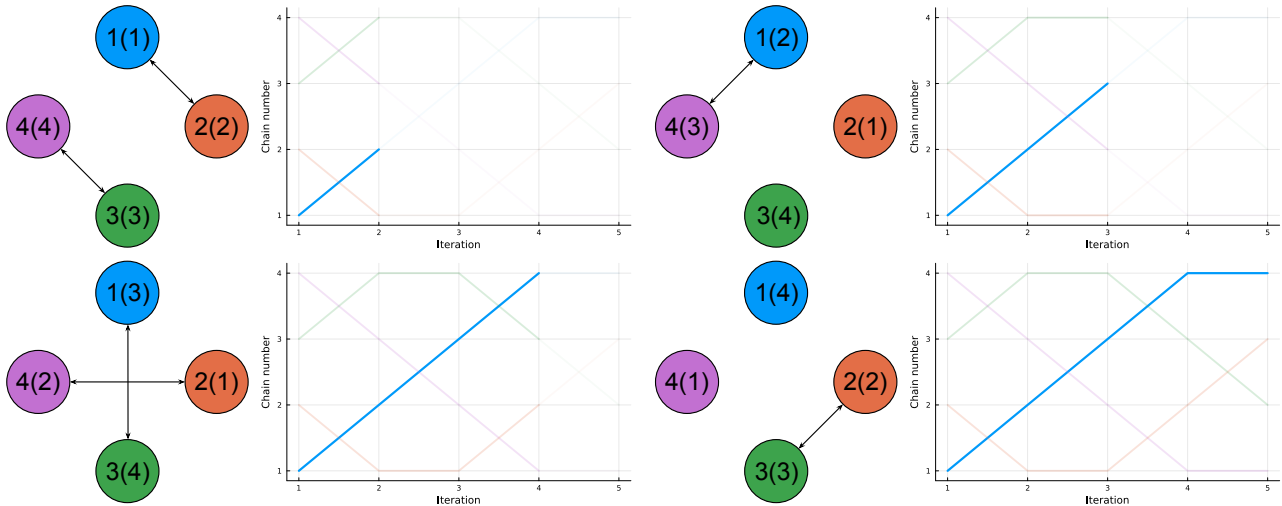 1(1)
2(2)
4(4)
3(3)
Chain number
4
3
2
1
1 2 3 4 5
Iteration
1(2)
2(1)
4(3)
3(4)
Chain number
4
3
2
1
1 2 3 4 5
Iteration
1(3)
2(1)
4(2)
3(4)
Chain number
4
3
2
1
1 2 3 4 5
Iteration
1(4)
2(2)
4(1)
3(3)
Chain number
4
3
2
1
1 2 3 4 5
Iteration